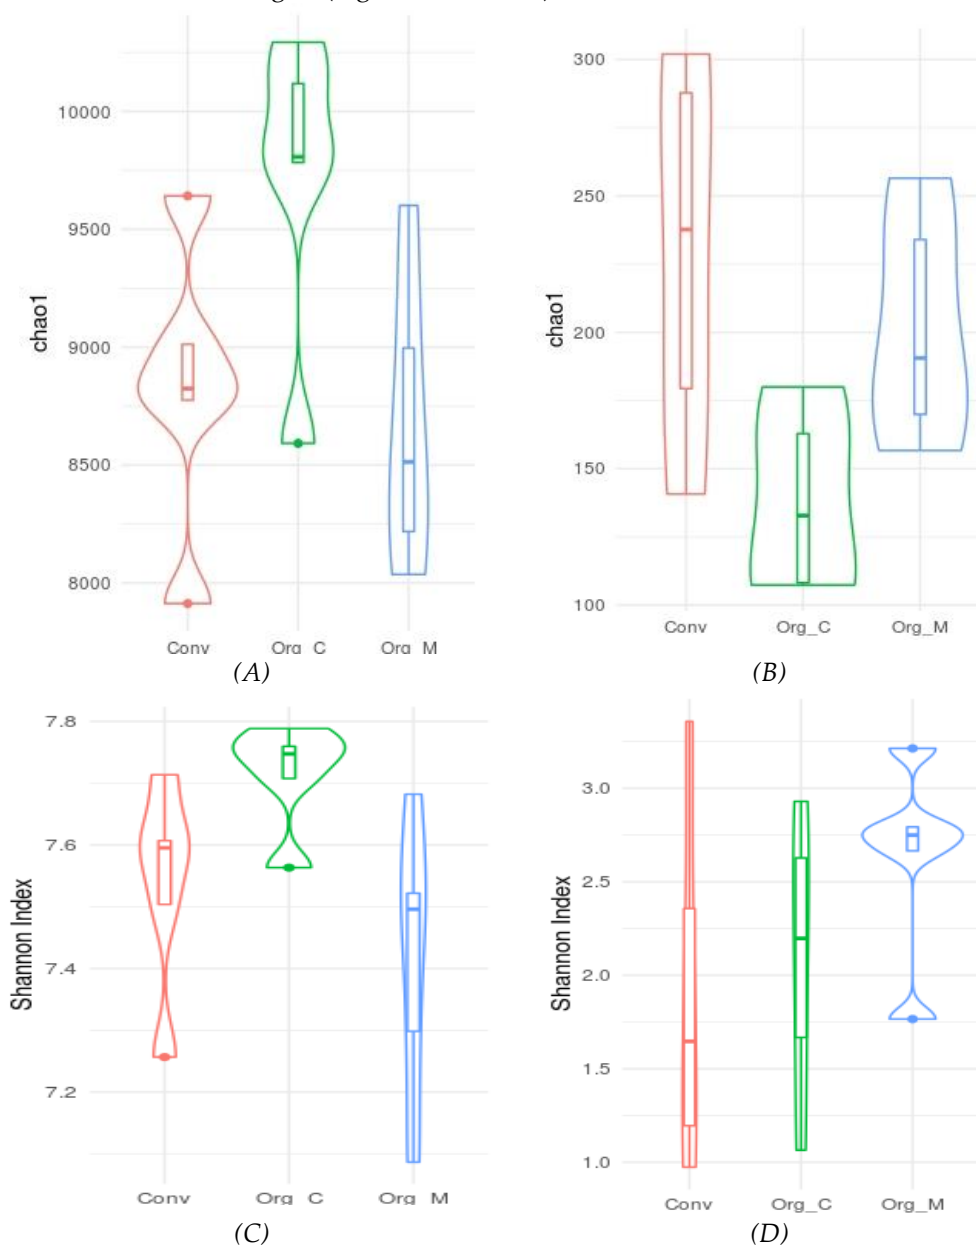 10000
9500
9000
8500
8000
chao1
Conv
Org_C
Org_M
(A)
300
250
200
150
100
chao1
Conv
Org_C
Org_M
(B)
7.8
7.6
7.4
7.2
Shannon Index
Conv
Org_C
Org_M
(C)
3.0
2.5
2.0
1.5
1.0
Shannon Index
Conv
Org_C
Org_M
(D)